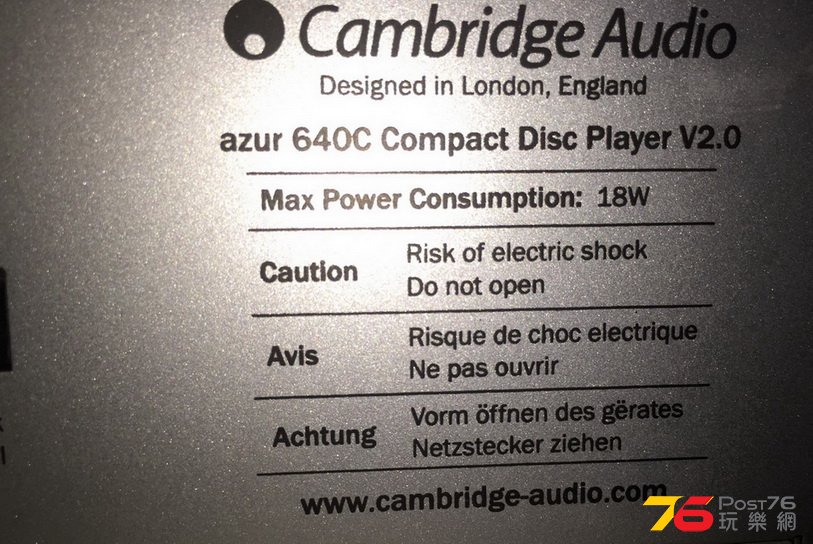 Cambridge Audio
Designed in London, England
azur 640C Compact Disc Player V2.0
Max Power Consumption: 18W
Caution
Risk of electric shock
Do not open
Avis
Risque de choc electrique
Ne pas ouvrir
Achtung
Vorm öffnen des gërates
Netzstecker ziehen
www.cambridge-audio.com
76 POST76
玩樂網